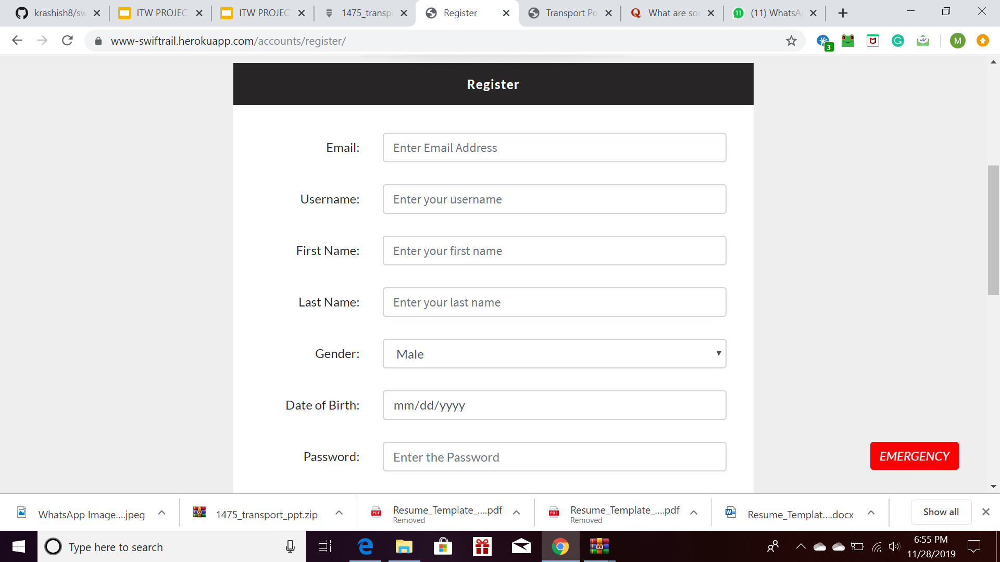 krashish8/sw
ITW PROJEC
ITW PROJEC
1475_transp
Register
Transport Po
What are so
11
(11) WhatsA
www-swiftrail.herokuapp.com/accounts/register/
3
M
Register
Email:
Enter Email Address
Username:
Enter your username
First Name:
Enter your first name
Last Name:
Enter your last name
Gender:
Male
Date of Birth:
mm/dd/yyyy
Password:
Enter the Password
EMERGENCY
WhatsApp Image....jpeg
1475_transport_ppt.zip
PDF
Resume_Template_....pdf
Removed
PDF
Resume_Template_....pdf
Removed
Resume_Templat....docx
Show all
Type here to search
6:55 PM
11/28/2019